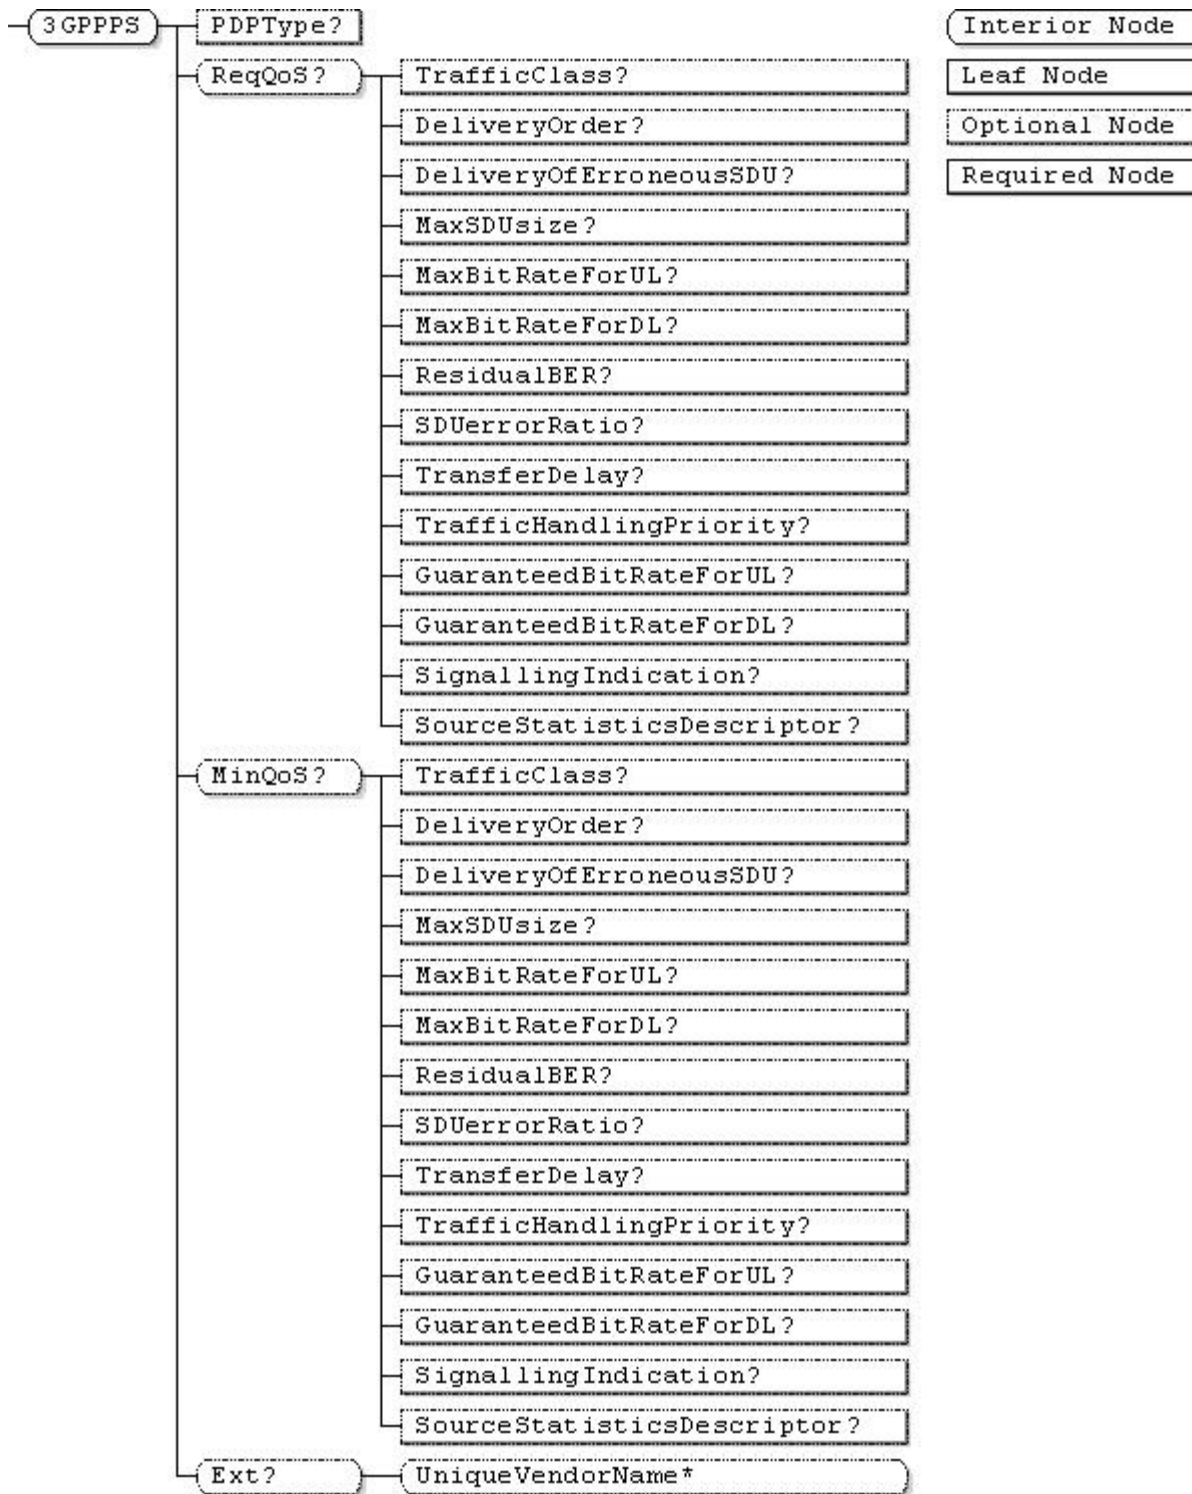 3GPPPS PDPType? Interior Node
ReqQoS? TrafficClass? Leaf Node
DeliveryOrder? Optional Node
DeliveryOfErroneousSDU? Required Node
MaxSDUsize?
MaxBitRateForUL?
MaxBitRateForDL?
ResidualBER?
SDUerrorRatio?
TransferDelay?
TrafficHandlingPriority?
GuaranteedBitRateForUL?
GuaranteedBitRateForDL?
SignallingIndication?
SourceStatisticsDescriptor?
MinQoS? TrafficClass?
DeliveryOrder?
DeliveryOfErroneousSDU?
MaxSDUsize?
MaxBitRateForUL?
MaxBitRateForDL?
ResidualBER?
SDUerrorRatio?
TransferDelay?
TrafficHandlingPriority?
GuaranteedBitRateForUL?
GuaranteedBitRateForDL?
SignallingIndication?
SourceStatisticsDescriptor?
Ext? UniqueVendorName*